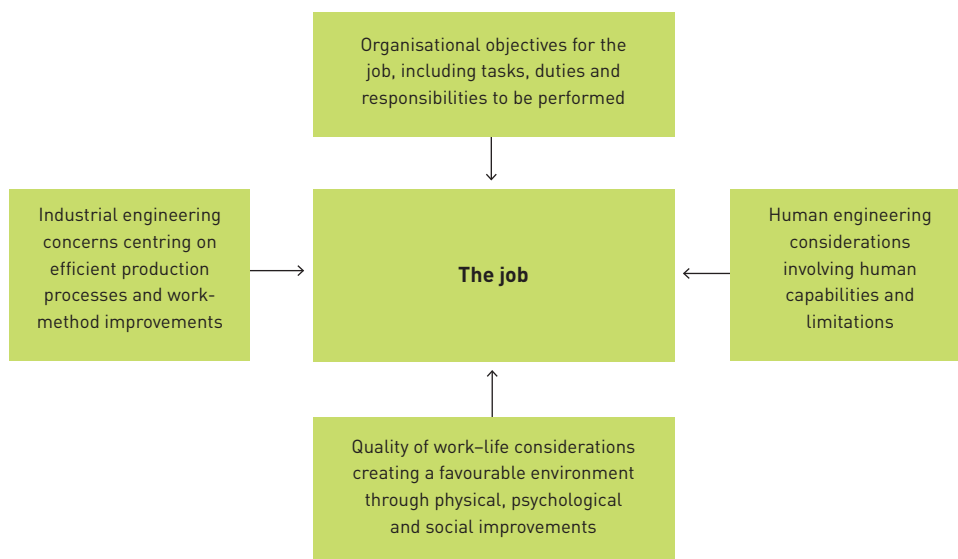 Organisational objectives for the
job, including tasks, duties and
responsibilities to be performed
Industrial engineering
concerns centring on
efficient production
processes and work-
method improvements
The job
Human engineering
considerations
involving human
capabilities and
limitations
Quality of work–life considerations
creating a favourable environment
through physical, psychological
and social improvements